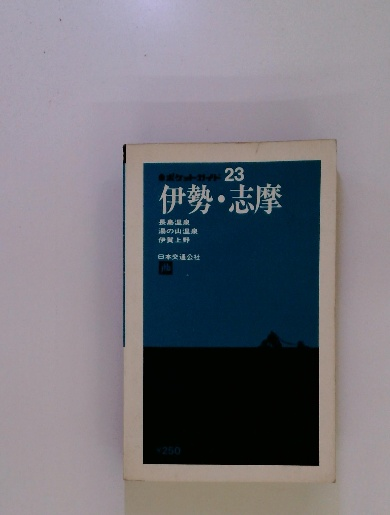 ●ポケットガイド 23
伊勢・志摩
長島温泉
湯の山温泉
伊賀上野
日本交通公社
¥250